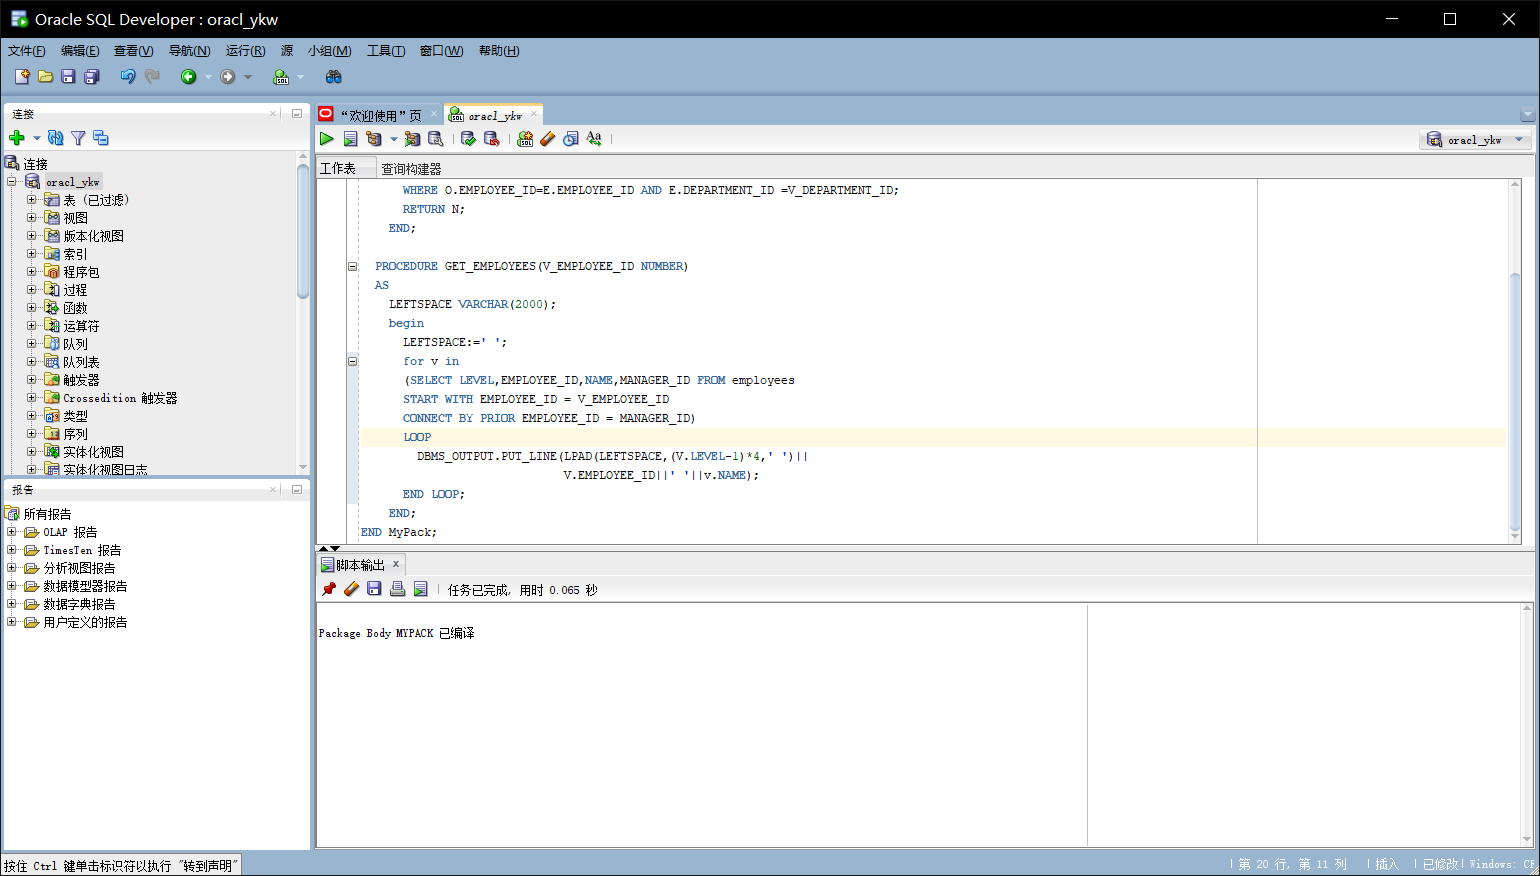 Oracle SQL Developer : oracl_ykw
文件(F) 编辑(E) 查看(V) 导航(N) 运行(R) 源 小组(M) 工具(T) 窗口(W) 帮助(H)
连接
连接
oracl_ykw
表 (已过滤)
视图
版本化视图
索引
程序包
过程
函数
运算符
队列
队列表
触发器
Crossedition 触发器
类型
序列
实体化视图
实体化视图日志
报告
所有报告
OLAP 报告
TimesTen 报告
分析视图报告
数据模型器报告
数据字典报告
用户定义的报告
“欢迎使用”页 oracl_ykw
oracl_ykw
工作表 查询构建器
WHERE O.EMPLOYEE_ID=E.EMPLOYEE_ID AND E.DEPARTMENT_ID =V_DEPARTMENT_ID;
RETURN N;
END;
PROCEDURE GET_EMPLOYEES(V_EMPLOYEE_ID NUMBER)
AS
LEFTSPACE VARCHAR(2000);
begin
LEFTSPACE:=' ';
for v in
(SELECT LEVEL,EMPLOYEE_ID,NAME,MANAGER_ID FROM employees
START WITH EMPLOYEE_ID = V_EMPLOYEE_ID
CONNECT BY PRIOR EMPLOYEE_ID = MANAGER_ID)
LOOP
DBMS_OUTPUT.PUT_LINE(LPAD(LEFTSPACE,(V.LEVEL-1)*4,' ')||
V.EMPLOYEE_ID||' '||v.NAME);
END LOOP;
END;
END MyPack;
脚本输出 x
任务已完成, 用时 0.065 秒
Package Body MYPACK 已编译
按住 Ctrl 键单击标识符以执行 "转到声明"
第 20 行, 第 11 列 插入 已修改 Windows: CF